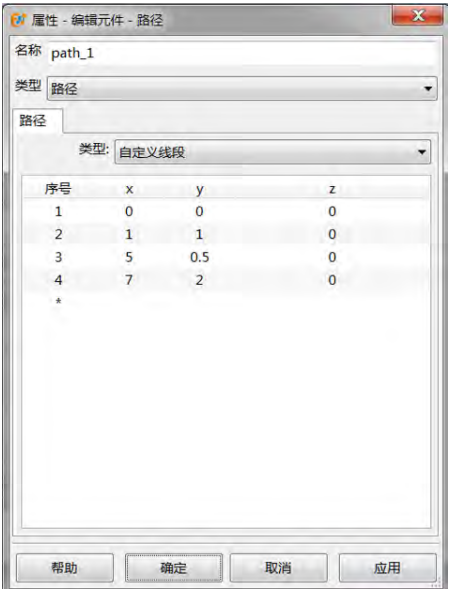 属性 - 编辑元件 - 路径
名称 path_1
类型 路径
路径
类型: 自定义线段
序号 x y z
1 0 0 0
2 1 1 0
3 5 0.5 0
4 7 2 0
*
帮助 确定 取消 应用